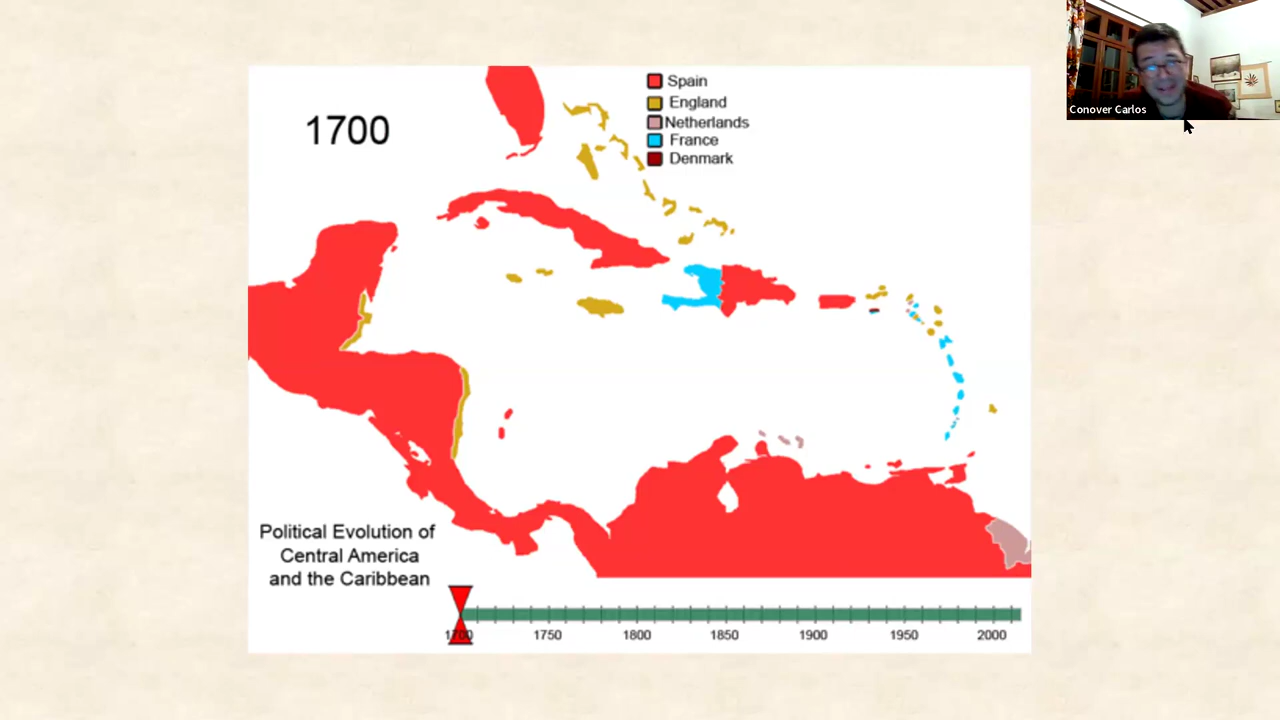 1700
Spain
England
Netherlands
France
Denmark
Conover Carlos
Political Evolution of
Central America
and the Caribbean
1700 1750 1800 1850 1900 1950 2000